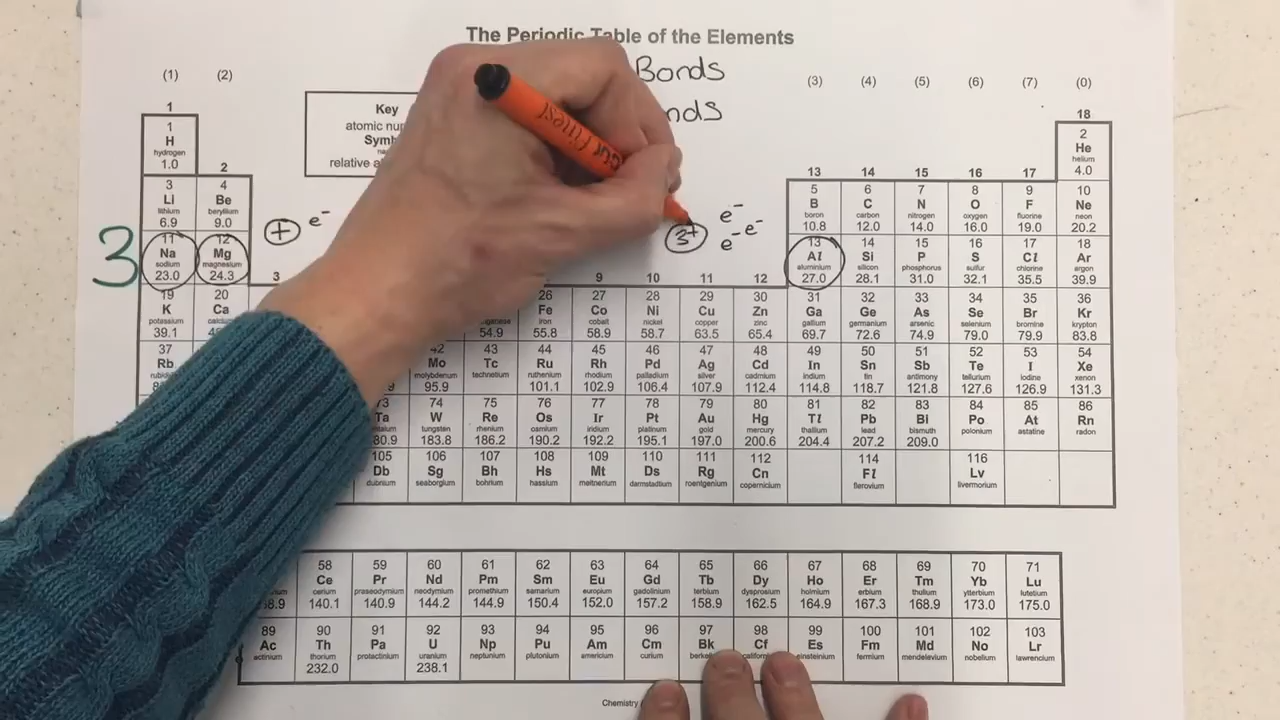 The Periodic Table of the Elements
Bonds
(1) (2) (3) (4) (5) (6) (7) (0)
1 Key 18
1 atomic 2
H He
hydrogen helium
1.0 2 relative 13 14 15 16 17 4.0
3 4 5 6 7 8 9 10
Li Be B C N O F Ne
lithium beryllium boron carbon nitrogen oxygen fluorine neon
6.9 9.0 + e⁻ 3+ e⁻ e⁻ e⁻ 10.8 12.0 14.0 16.0 19.0 20.2
3 11 12 13 14 15 16 17 18
Na Mg Al Si P S Cl Ar
sodium magnesium aluminium silicon phosphorus sulfur chlorine argon
23.0 24.3 3 9 10 11 12 27.0 28.1 31.0 32.1 35.5 39.9
19 20 26 27 28 29 30 31 32 33 34 35 36
K Ca Fe Co Ni Cu Zn Ga Ge As Se Br Kr
potassium iron cobalt nickel copper zinc gallium germanium arsenic selenium bromine krypton
39.1 54.9 55.8 58.9 58.7 63.5 65.4 69.7 72.6 74.9 79.0 79.9 83.8
37 42 43 44 45 46 47 48 49 50 51 52 53 54
Rb Mo Tc Ru Rh Pd Ag Cd In Sn Sb Te I Xe
molybdenum technetium ruthenium rhodium palladium silver cadmium indium tin antimony tellurium iodine xenon
95.9 101.1 102.9 106.4 107.9 112.4 114.8 118.7 121.8 127.6 126.9 131.3
73 74 75 76 77 78 79 80 81 82 83 84 85 86
Ta W Re Os Ir Pt Au Hg Tl Pb Bi Po At Rn
tungsten rhenium osmium iridium platinum gold mercury thallium lead bismuth polonium astatine radon
183.8 186.2 190.2 192.2 195.1 197.0 200.6 204.4 207.2 209.0
105 106 107 108 109 110 111 112 114 116
Db Sg Bh Hs Mt Ds Rg Cn Fl Lv
dubnium seaborgium bohrium hassium meitnerium darmstadtium roentgenium copernicium flerovium livermorium
58 59 60 61 62 63 64 65 66 67 68 69 70 71
Ce Pr Nd Pm Sm Eu Gd Tb Dy Ho Er Tm Yb Lu
cerium praseodymium neodymium promethium samarium europium gadolinium terbium dysprosium holmium erbium thulium ytterbium lutetium
140.1 140.9 144.2 144.9 150.4 152.0 157.2 158.9 162.5 164.9 167.3 168.9 173.0 175.0
89 90 91 92 93 94 95 96 97 98 99 100 101 102 103
Ac Th Pa U Np Pu Am Cm Bk Cf Es Fm Md No Lr
actinium thorium protactinium uranium neptunium plutonium americium curium einsteinium fermium mendelevium nobelium lawrencium
232.0 238.1
Chemistry